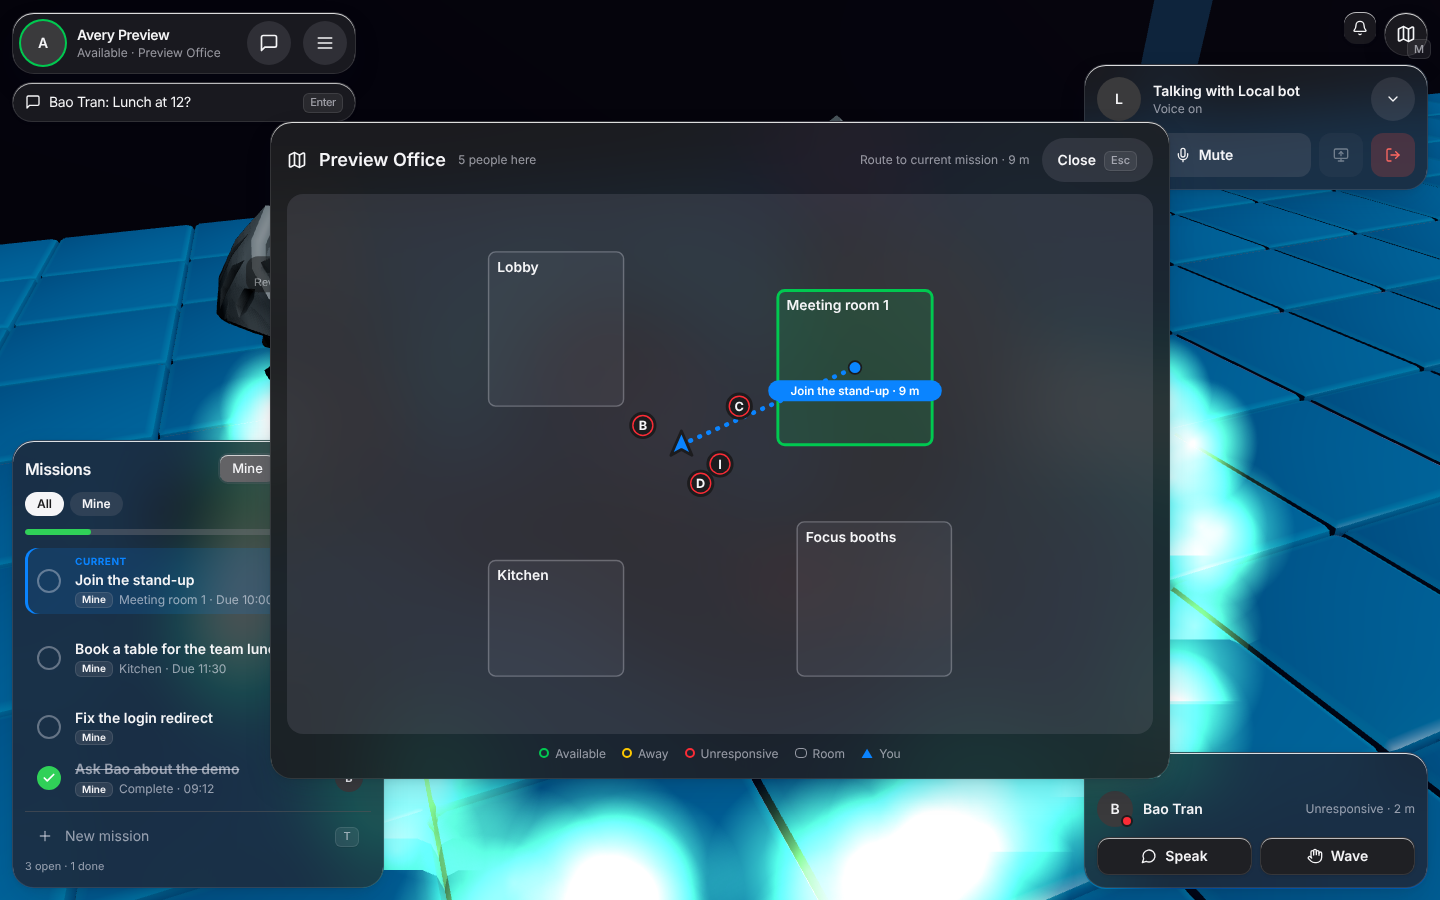 A
Avery Preview
Available · Preview Office
Bao Tran: Lunch at 12?
Enter
M
L
Talking with Local bot
Voice on
Mute
Preview Office
5 people here
Route to current mission · 9 m
Close
Esc
Lobby
Meeting room 1
Join the stand-up · 9 m
B
C
I
D
Focus booths
Kitchen
Available
Away
Unresponsive
Room
You
Missions
Mine
All
Mine
CURRENT
Join the stand-up
Mine
Meeting room 1 · Due 10:00
Book a table for the team lunc
Mine
Kitchen · Due 11:30
Fix the login redirect
Mine
Ask Bao about the demo
Mine
Complete · 09:12
New mission
T
3 open · 1 done
B
Bao Tran
Unresponsive · 2 m
Speak
Wave